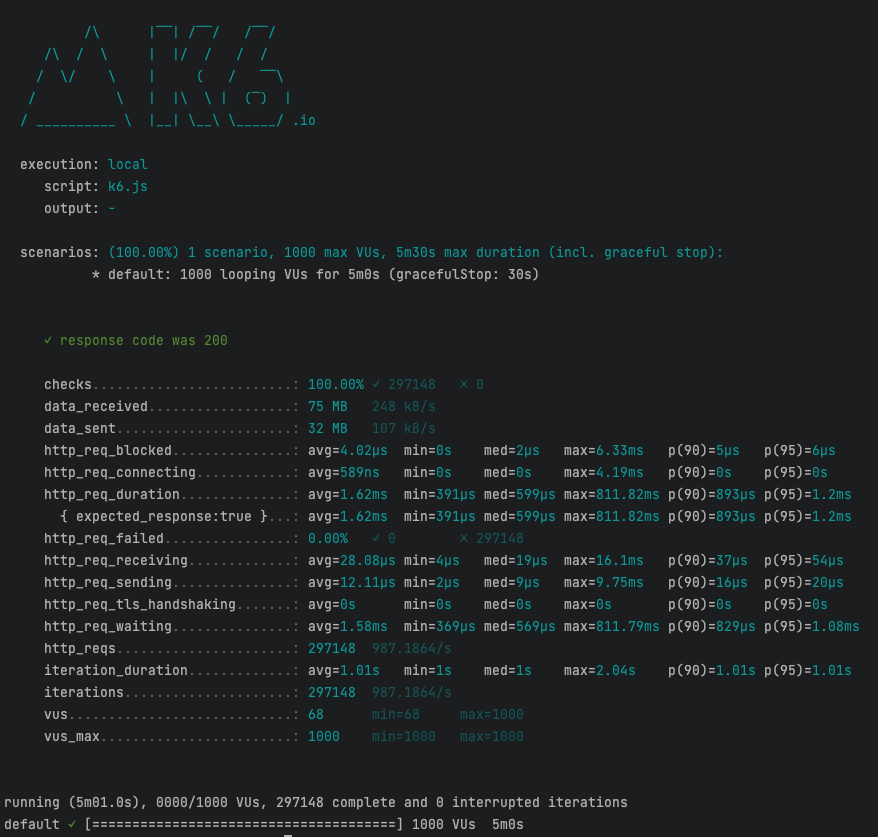 /\      |‾‾| /‾‾/   /‾‾/
/\  /  \     |  |/  /   /  /
/  \/    \    |     (   /   ‾‾\
/          \   |  |\  \ |  (‾)  |
/ __________ \  |__| \__\ \_____/ .io
execution: local
script: k6.js
output: -
scenarios: (100.00%) 1 scenario, 1000 max VUs, 5m30s max duration (incl. graceful stop):
* default: 1000 looping VUs for 5m0s (gracefulStop: 30s)
✓ response code was 200
checks.........................: 100.00% ✓ 297148   ✗ 0
data_received..................: 75 MB   248 kB/s
data_sent......................: 32 MB   107 kB/s
http_req_blocked...............: avg=4.02µs  min=0s    med=2µs   max=6.33ms   p(90)=5µs   p(95)=6µs
http_req_connecting............: avg=589ns   min=0s    med=0s    max=4.19ms   p(90)=0s    p(95)=0s
http_req_duration..............: avg=1.62ms  min=391µs med=599µs max=811.82ms p(90)=893µs p(95)=1.2ms
{ expected_response:true }...: avg=1.62ms  min=391µs med=599µs max=811.82ms p(90)=893µs p(95)=1.2ms
http_req_failed................: 0.00%   ✓ 0        ✗ 297148
http_req_receiving.............: avg=28.08µs min=4µs   med=19µs  max=16.1ms   p(90)=37µs  p(95)=54µs
http_req_sending...............: avg=12.11µs min=2µs   med=9µs   max=9.75ms   p(90)=16µs  p(95)=20µs
http_req_tls_handshaking.......: avg=0s      min=0s    med=0s    max=0s       p(90)=0s    p(95)=0s
http_req_waiting...............: avg=1.58ms  min=369µs med=569µs max=811.79ms p(90)=829µs p(95)=1.08ms
http_reqs......................: 297148  987.1864/s
iteration_duration.............: avg=1.01s   min=1s    med=1s    max=2.04s    p(90)=1.01s p(95)=1.01s
iterations.....................: 297148  987.1864/s
vus............................: 68      min=68     max=1000
vus_max........................: 1000    min=1000   max=1000
running (5m01.0s), 0000/1000 VUs, 297148 complete and 0 interrupted iterations
default ✓ [======================================] 1000 VUs  5m0s